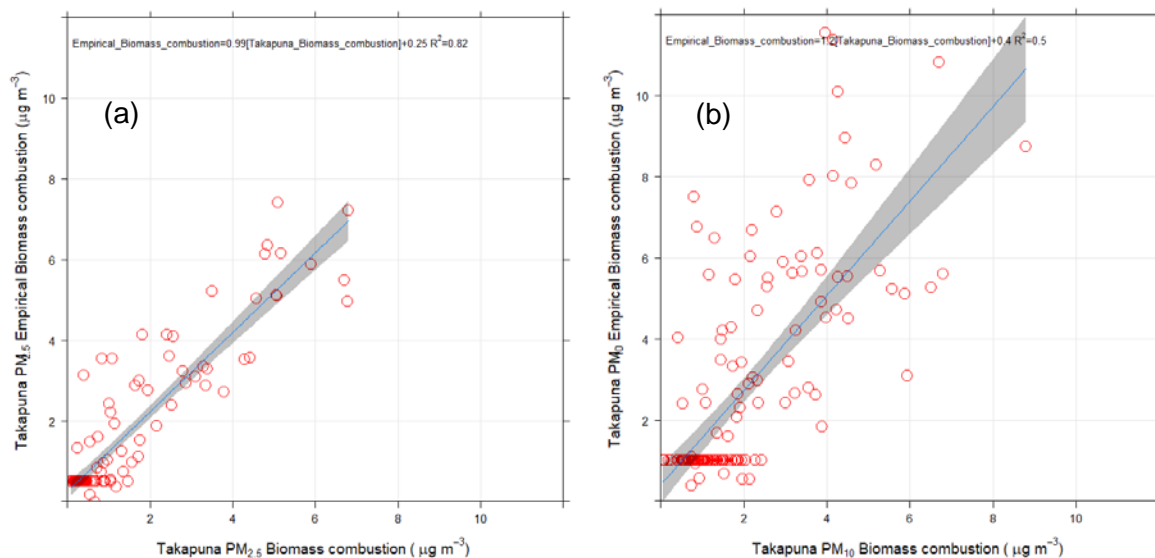 Empirical_Biomass_combustion=0.99[Takapuna_Biomass_combustion]+0.25 R²=0.82
(a)
10
8
6
4
2
Takapuna PM₂.₅ Empirical Biomass combustion (µg m⁻³)
2
4
6
8
10
Takapuna PM₂.₅ Biomass combustion ( µg m⁻³)
Empirical_Biomass_combustion=1.2[Takapuna_Biomass_combustion]+0.4 R²=0.5
(b)
10
8
6
4
2
Takapuna PM₀ Empirical Biomass combustion (µg m⁻³)
2
4
6
8
10
Takapuna PM₁₀ Biomass combustion ( µg m⁻³)